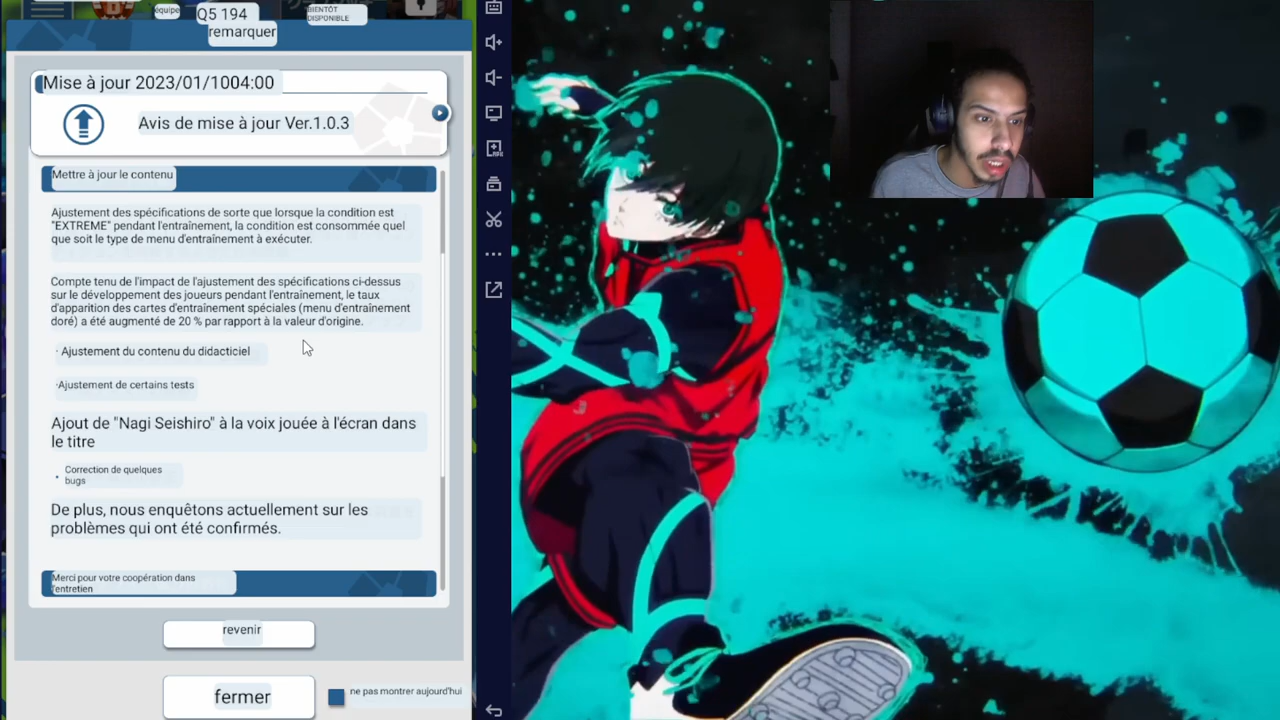 équipe
Q5 194
BIENTÔT
DISPONIBLE
remarquer
Mise à jour 2023/01/1004:00
Avis de mise à jour Ver.1.0.3
Mettre à jour le contenu
Ajustement des spécifications de sorte que lorsque la condition est
"EXTREME" pendant l'entraînement, la condition est consommée quel
que soit le type de menu d'entraînement à exécuter.
Compte tenu de l'impact de l'ajustement des spécifications ci-dessus
sur le développement des joueurs pendant l'entraînement, le taux
d'apparition des cartes d'entraînement spéciales (menu d'entraînement
doré) a été augmenté de 20 % par rapport à la valeur d'origine.
· Ajustement du contenu du didacticiel
·Ajustement de certains tests
Ajout de "Nagi Seishiro" à la voix jouée à l'écran dans
le titre
· Correction de quelques
bugs
De plus, nous enquêtons actuellement sur les
problèmes qui ont été confirmés.
Merci pour votre coopération dans
l'entretien
revenir
fermer
ne pas montrer aujourd'hui